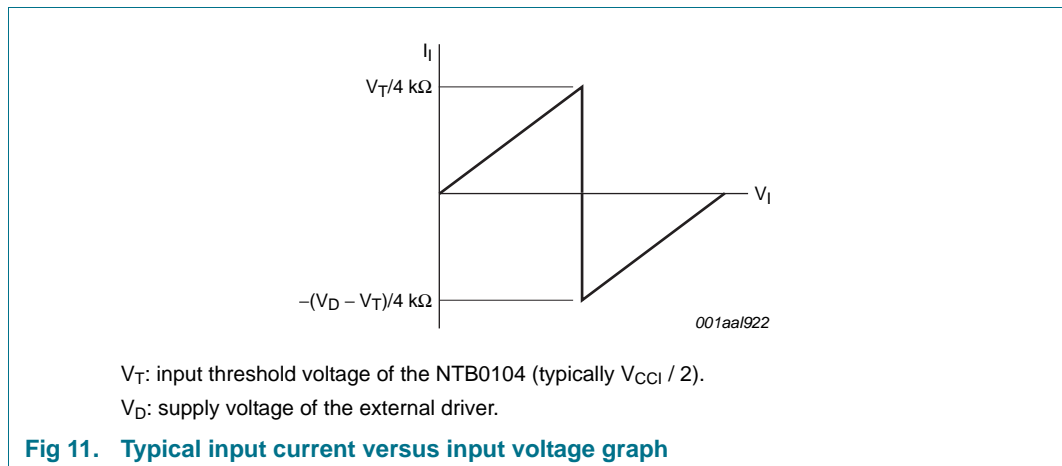 I_I
V_T/4 kΩ
V_I
−(V_D − V_T)/4 kΩ
001aal922
V_T: input threshold voltage of the NTB0104 (typically V_CCI / 2).
V_D: supply voltage of the external driver.
Fig 11. Typical input current versus input voltage graph